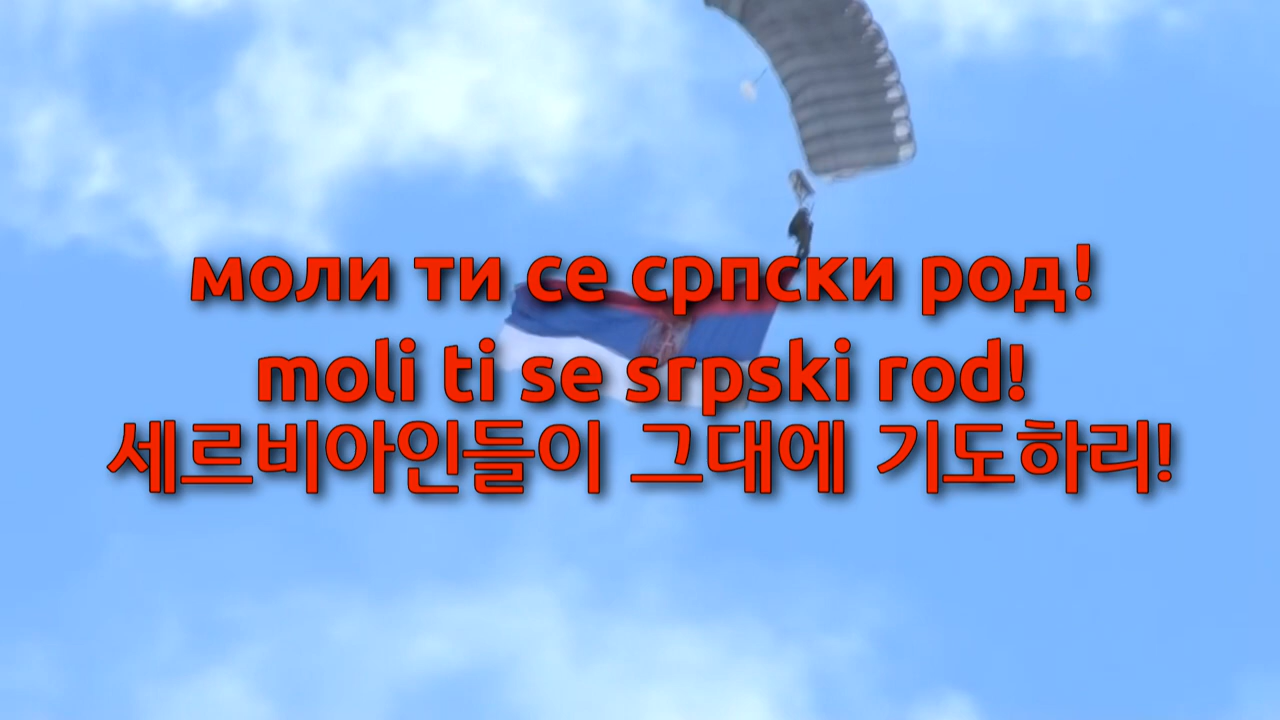 моли ти се српски род!
moli ti se srpski rod!
세르비아인들이 그대에 기도하리!